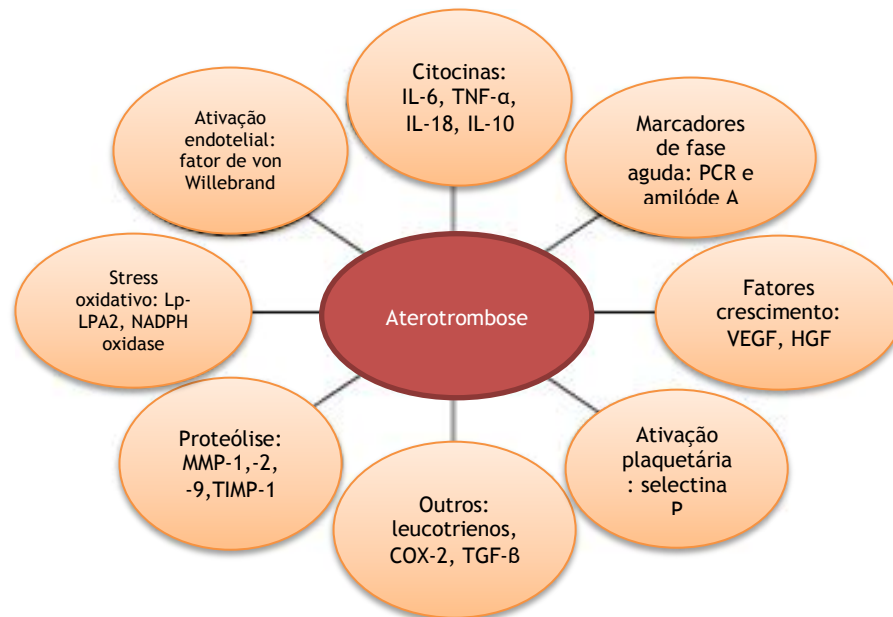 Citocinas:
IL-6, TNF-α,
IL-18, IL-10
Marcadores
de fase
aguda: PCR e
amilóde A
Fatores
crescimento:
VEGF, HGF
Ativação
plaquetária
: selectina
P
Outros:
leucotrienos,
COX-2, TGF-ß
Proteólise:
MMP-1,-2,
-9,TIMP-1
Stress
oxidativo: Lp-
LPA2, NADPH
oxidase
Ativação
endotelial:
fator de von
Willebrand
Aterotrombose